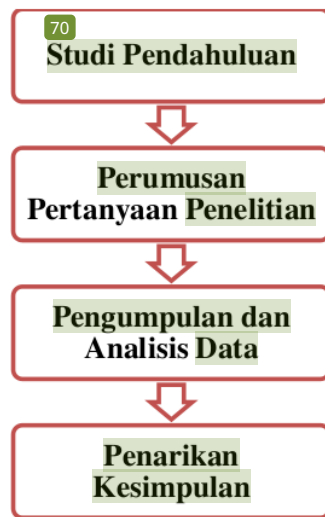 70
Studi Pendahuluan
Perumusan
Pertanyaan Penelitian
Pengumpulan dan
Analisis Data
Penarikan
Kesimpulan